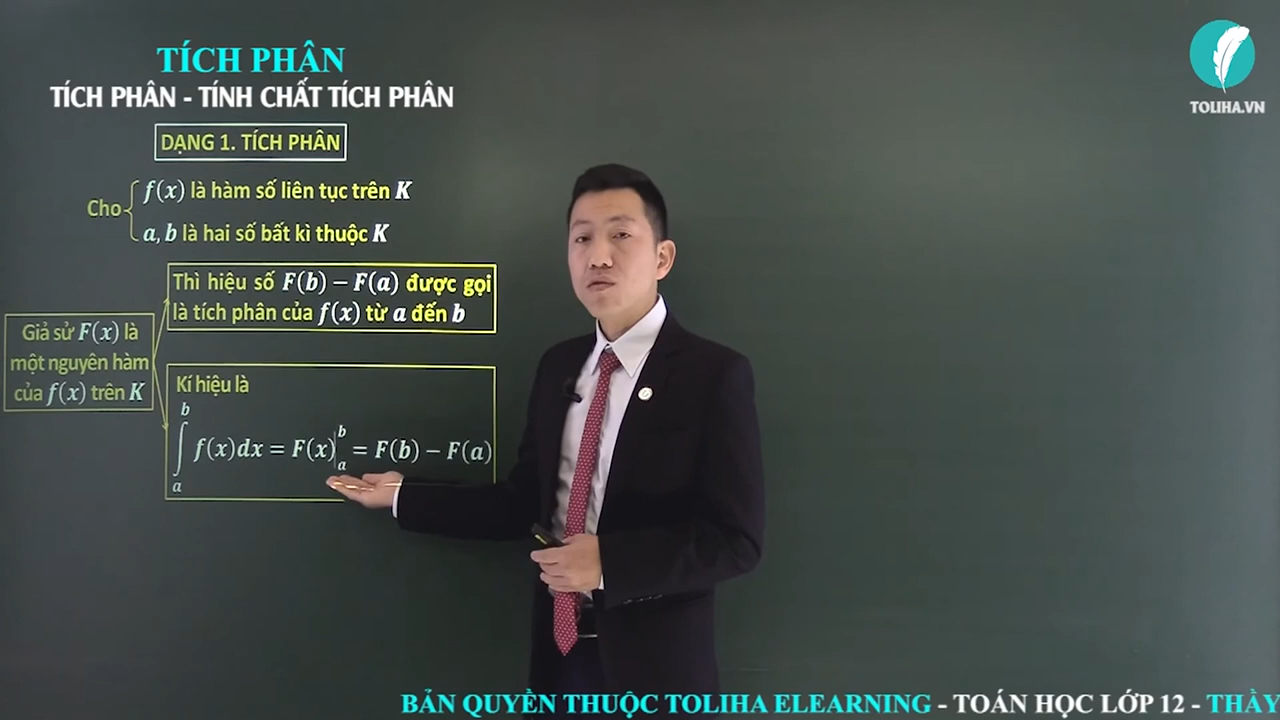 TÍCH PHÂN
TÍCH PHÂN - TÍNH CHẤT TÍCH PHÂN
DẠNG 1. TÍCH PHÂN
Cho { f(x) là hàm số liên tục trên K
a, b là hai số bất kì thuộc K
Thì hiệu số F(b) − F(a) được gọi
là tích phân của f(x) từ a đến b
Giả sử F(x) là
một nguyên hàm
của f(x) trên K
Kí hiệu là
∫_a^b f(x)dx = F(x)|_a^b = F(b) − F(a)
TOLIHA.VN
BẢN QUYỀN THUỘC TOLIHA ELEARNING - TOÁN HỌC LỚP 12 - THẦY